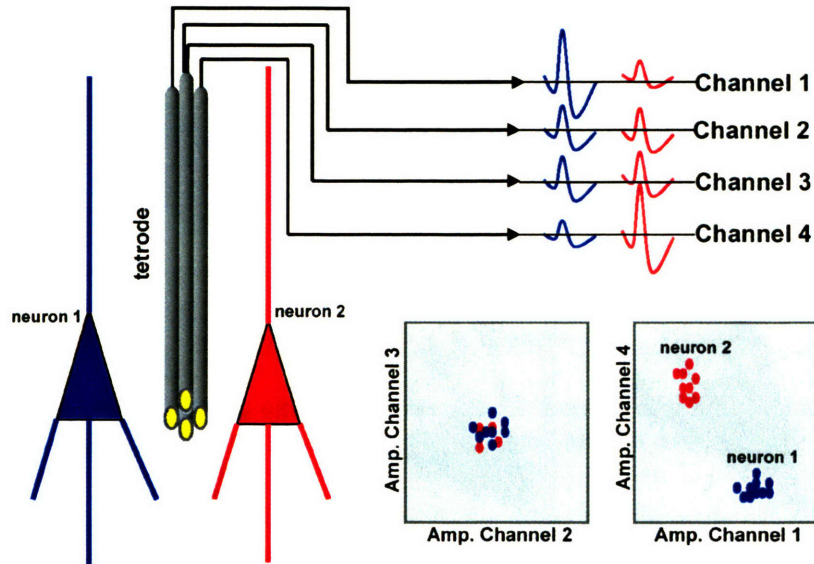 Channel 1
Channel 2
Channel 3
Channel 4
tetrode
neuron 1
neuron 2
Amp. Channel 3
Amp. Channel 2
Amp. Channel 4
neuron 2
neuron 1
Amp. Channel 1